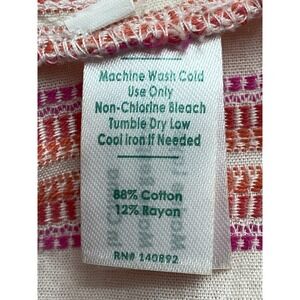 Machine Wash Cold
Use Only
Non-Chlorine Bleach
Tumble Dry Low
Cool Iron If Needed
88% Cotton
12% Rayon
RN# 140892